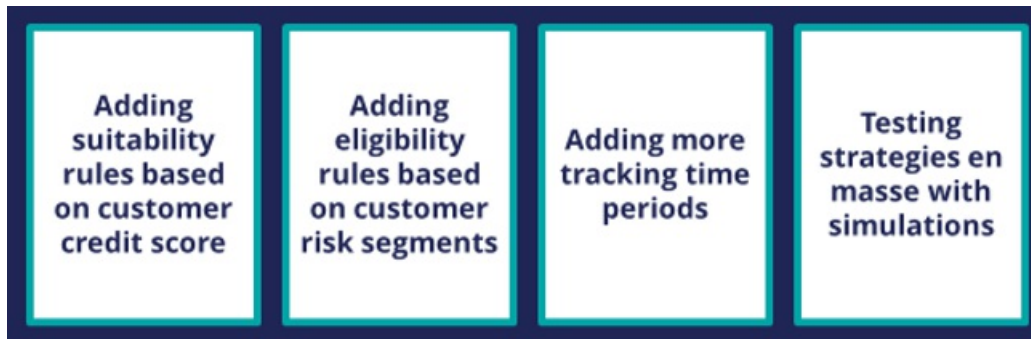 Adding
suitability
rules based
on customer
credit score
Adding
eligibility
rules based
on customer
risk segments
Adding more
tracking time
periods
Testing
strategies en
masse with
simulations